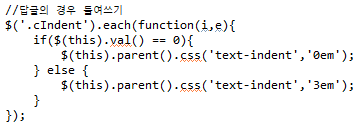 //답글의 경우 들여쓰기
$('.cIndent').each(function(i,e){
    if($(this).val() == 0){
        $(this).parent().css('text-indent','0em');
    } else {
        $(this).parent().css('text-indent','3em');
    }
});